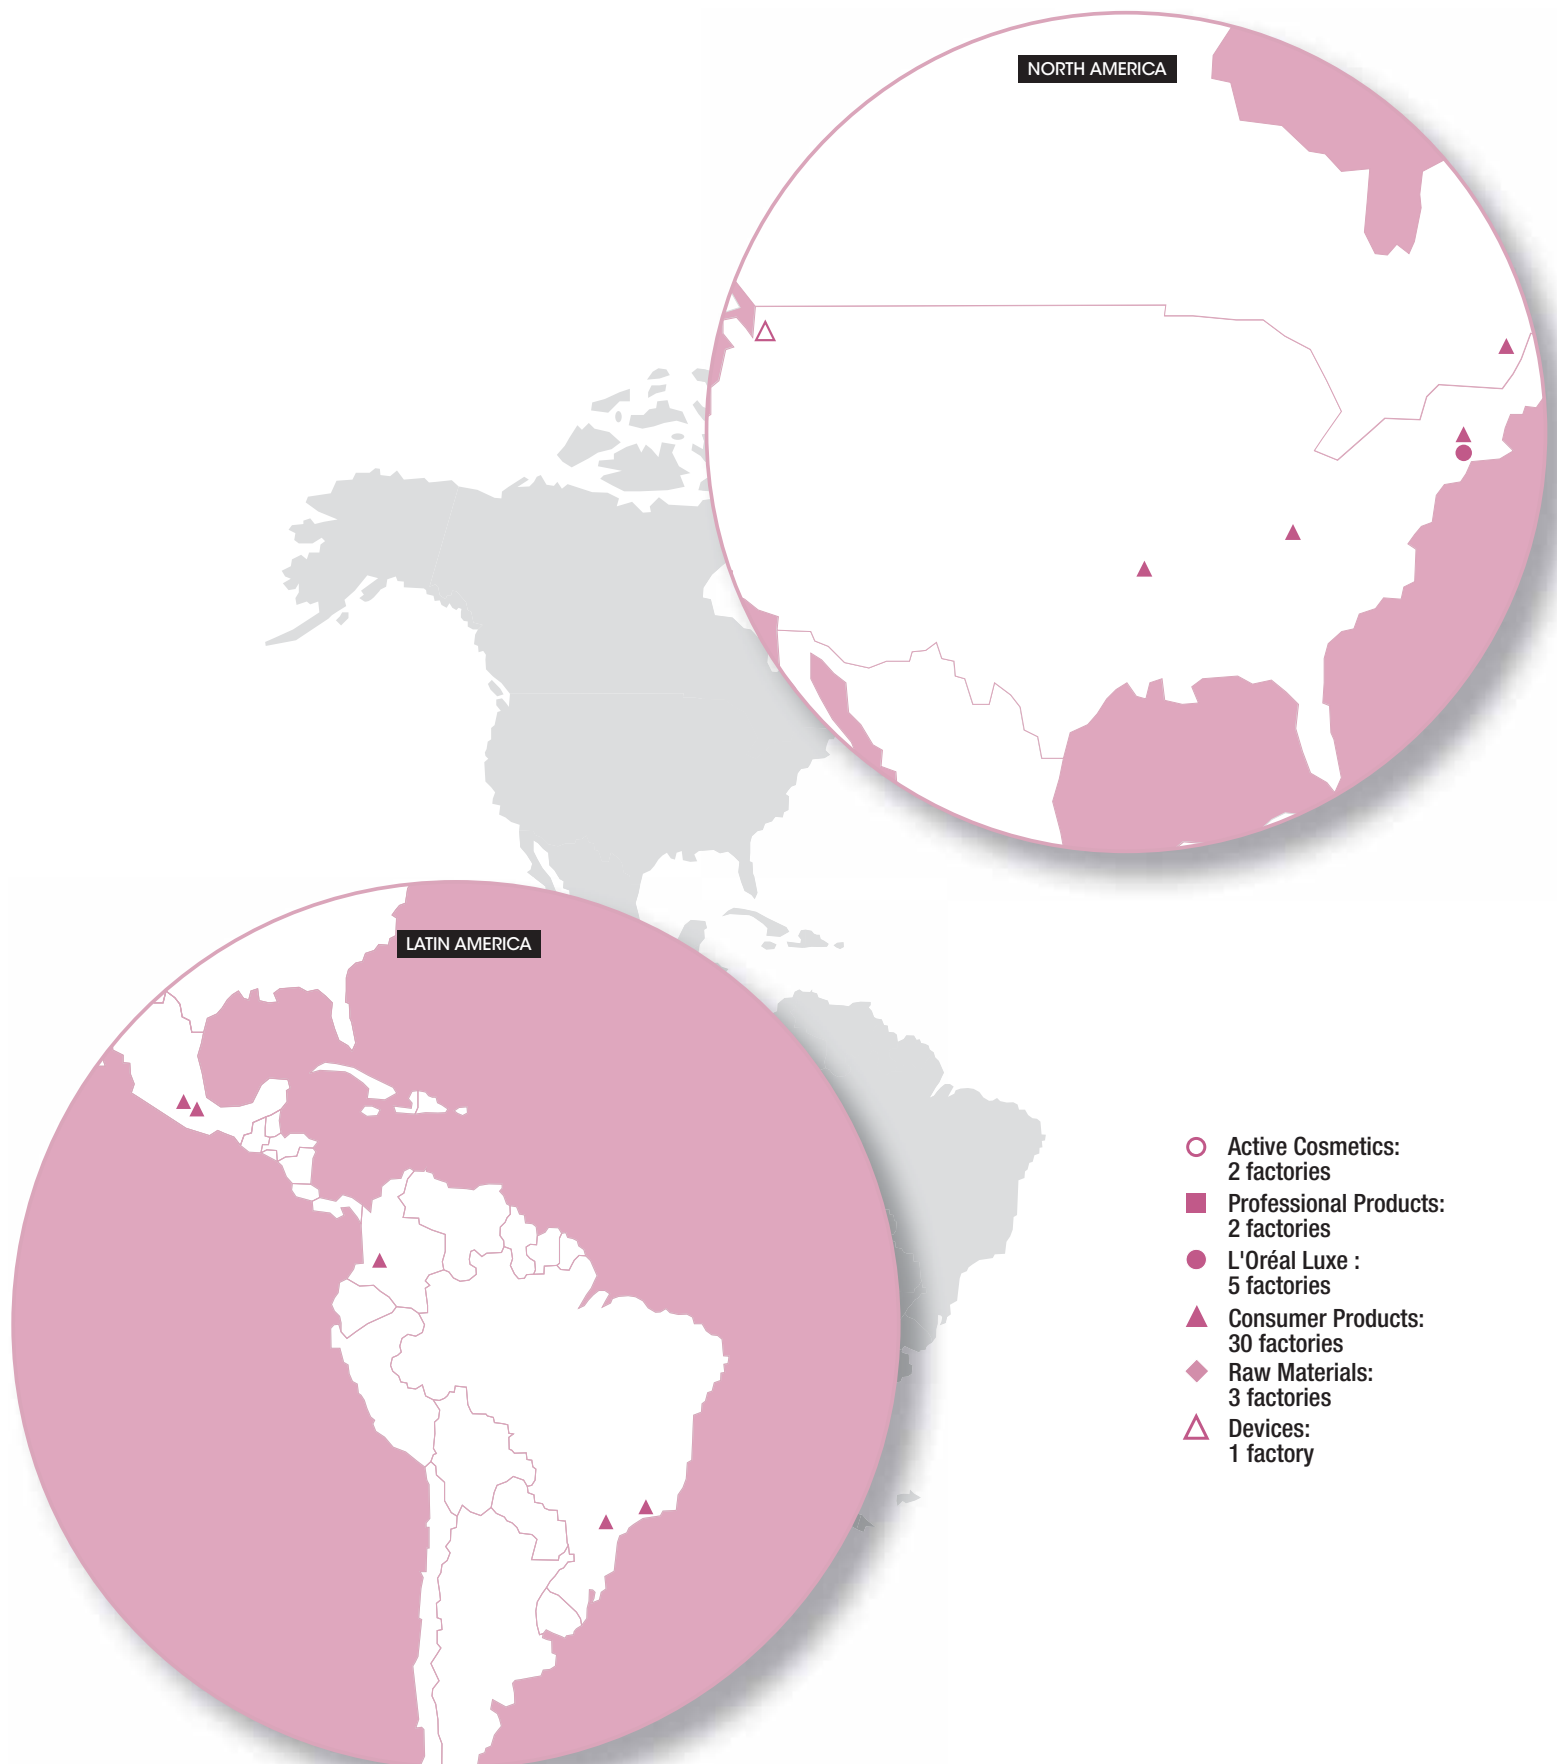 NORTH AMERICA
LATIN AMERICA
Active Cosmetics:
2 factories
Professional Products:
2 factories
L'Oréal Luxe :
5 factories
Consumer Products:
30 factories
Raw Materials:
3 factories
Devices:
1 factory